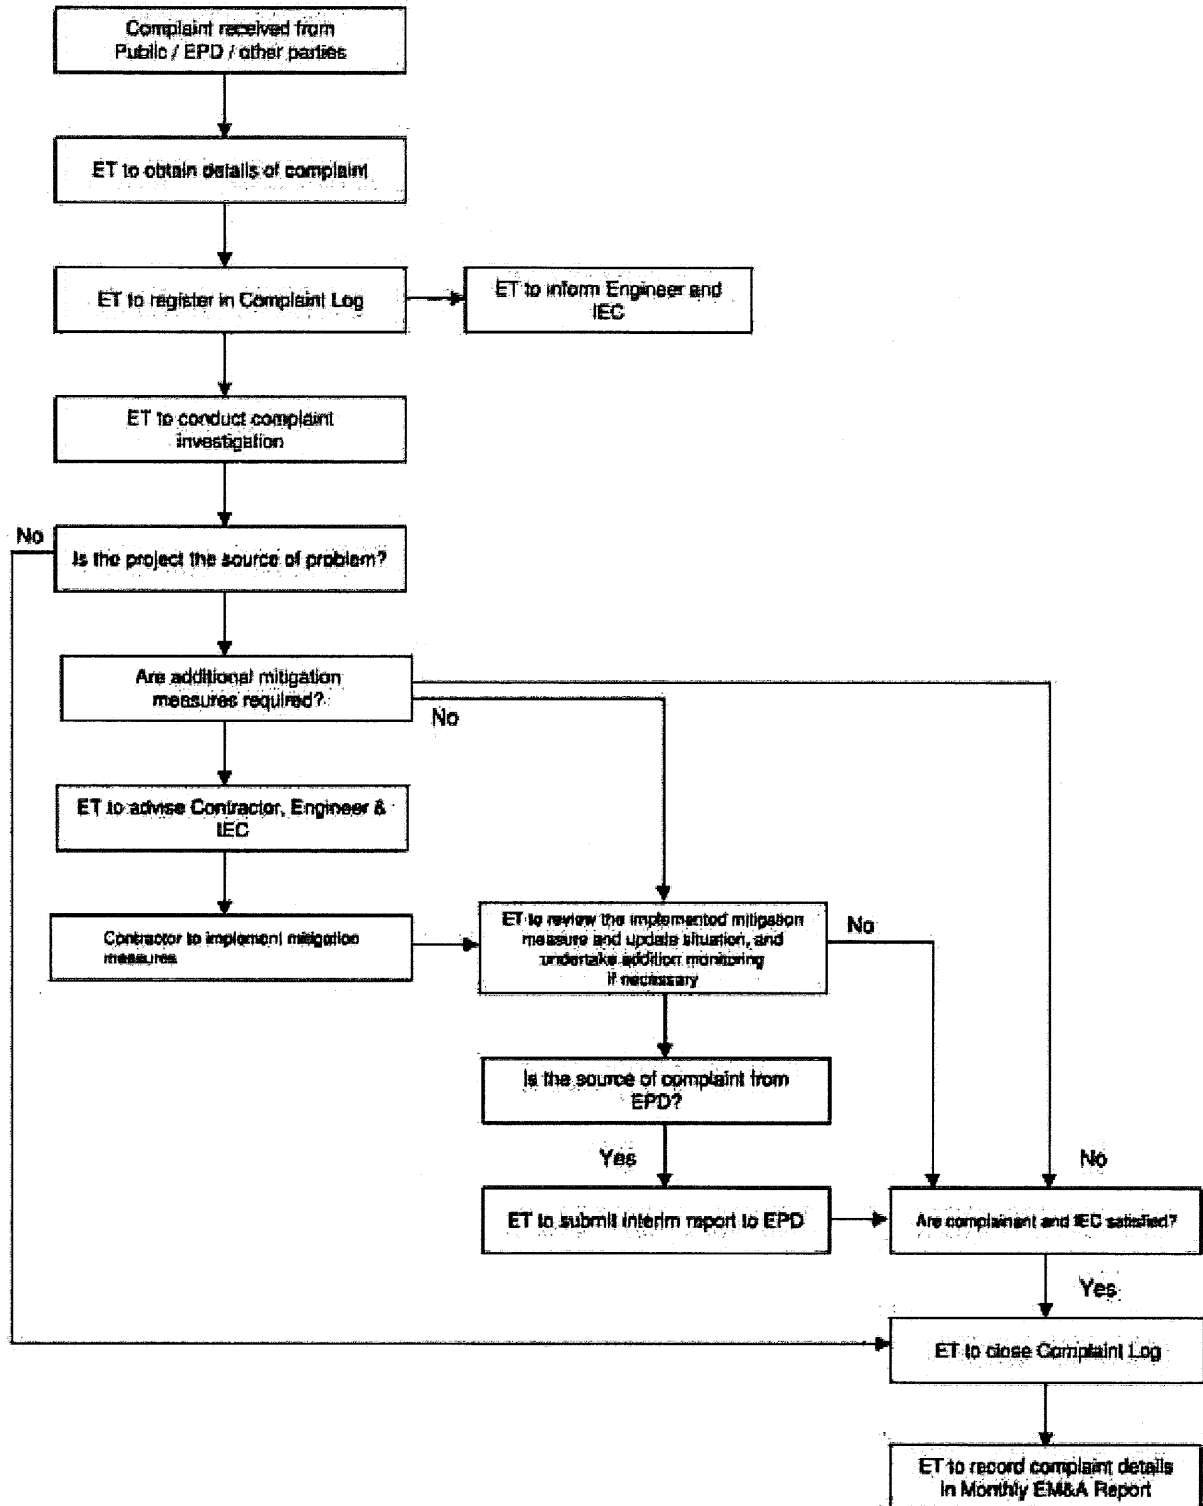 Complaint received from
Public / EPD / other parties
ET to obtain details of complaint
ET to register in Complaint Log
ET to inform Engineer and
IEC
ET to conduct complaint
investigation
No
Is the project the source of problem?
Are additional mitigation
measures required?
No
ET to advise Contractor, Engineer &
IEC
Contractor to implement mitigation
measures
ET to review the implemented mitigation
measure and update situation, and
undertake addition monitoring
if necessary
No
Is the source of complaint from
EPD?
Yes
No
ET to submit interim report to EPD
Are complainant and IEC satisfied?
Yes
ET to close Complaint Log
ET to record complaint details
in Monthly EM&A Report